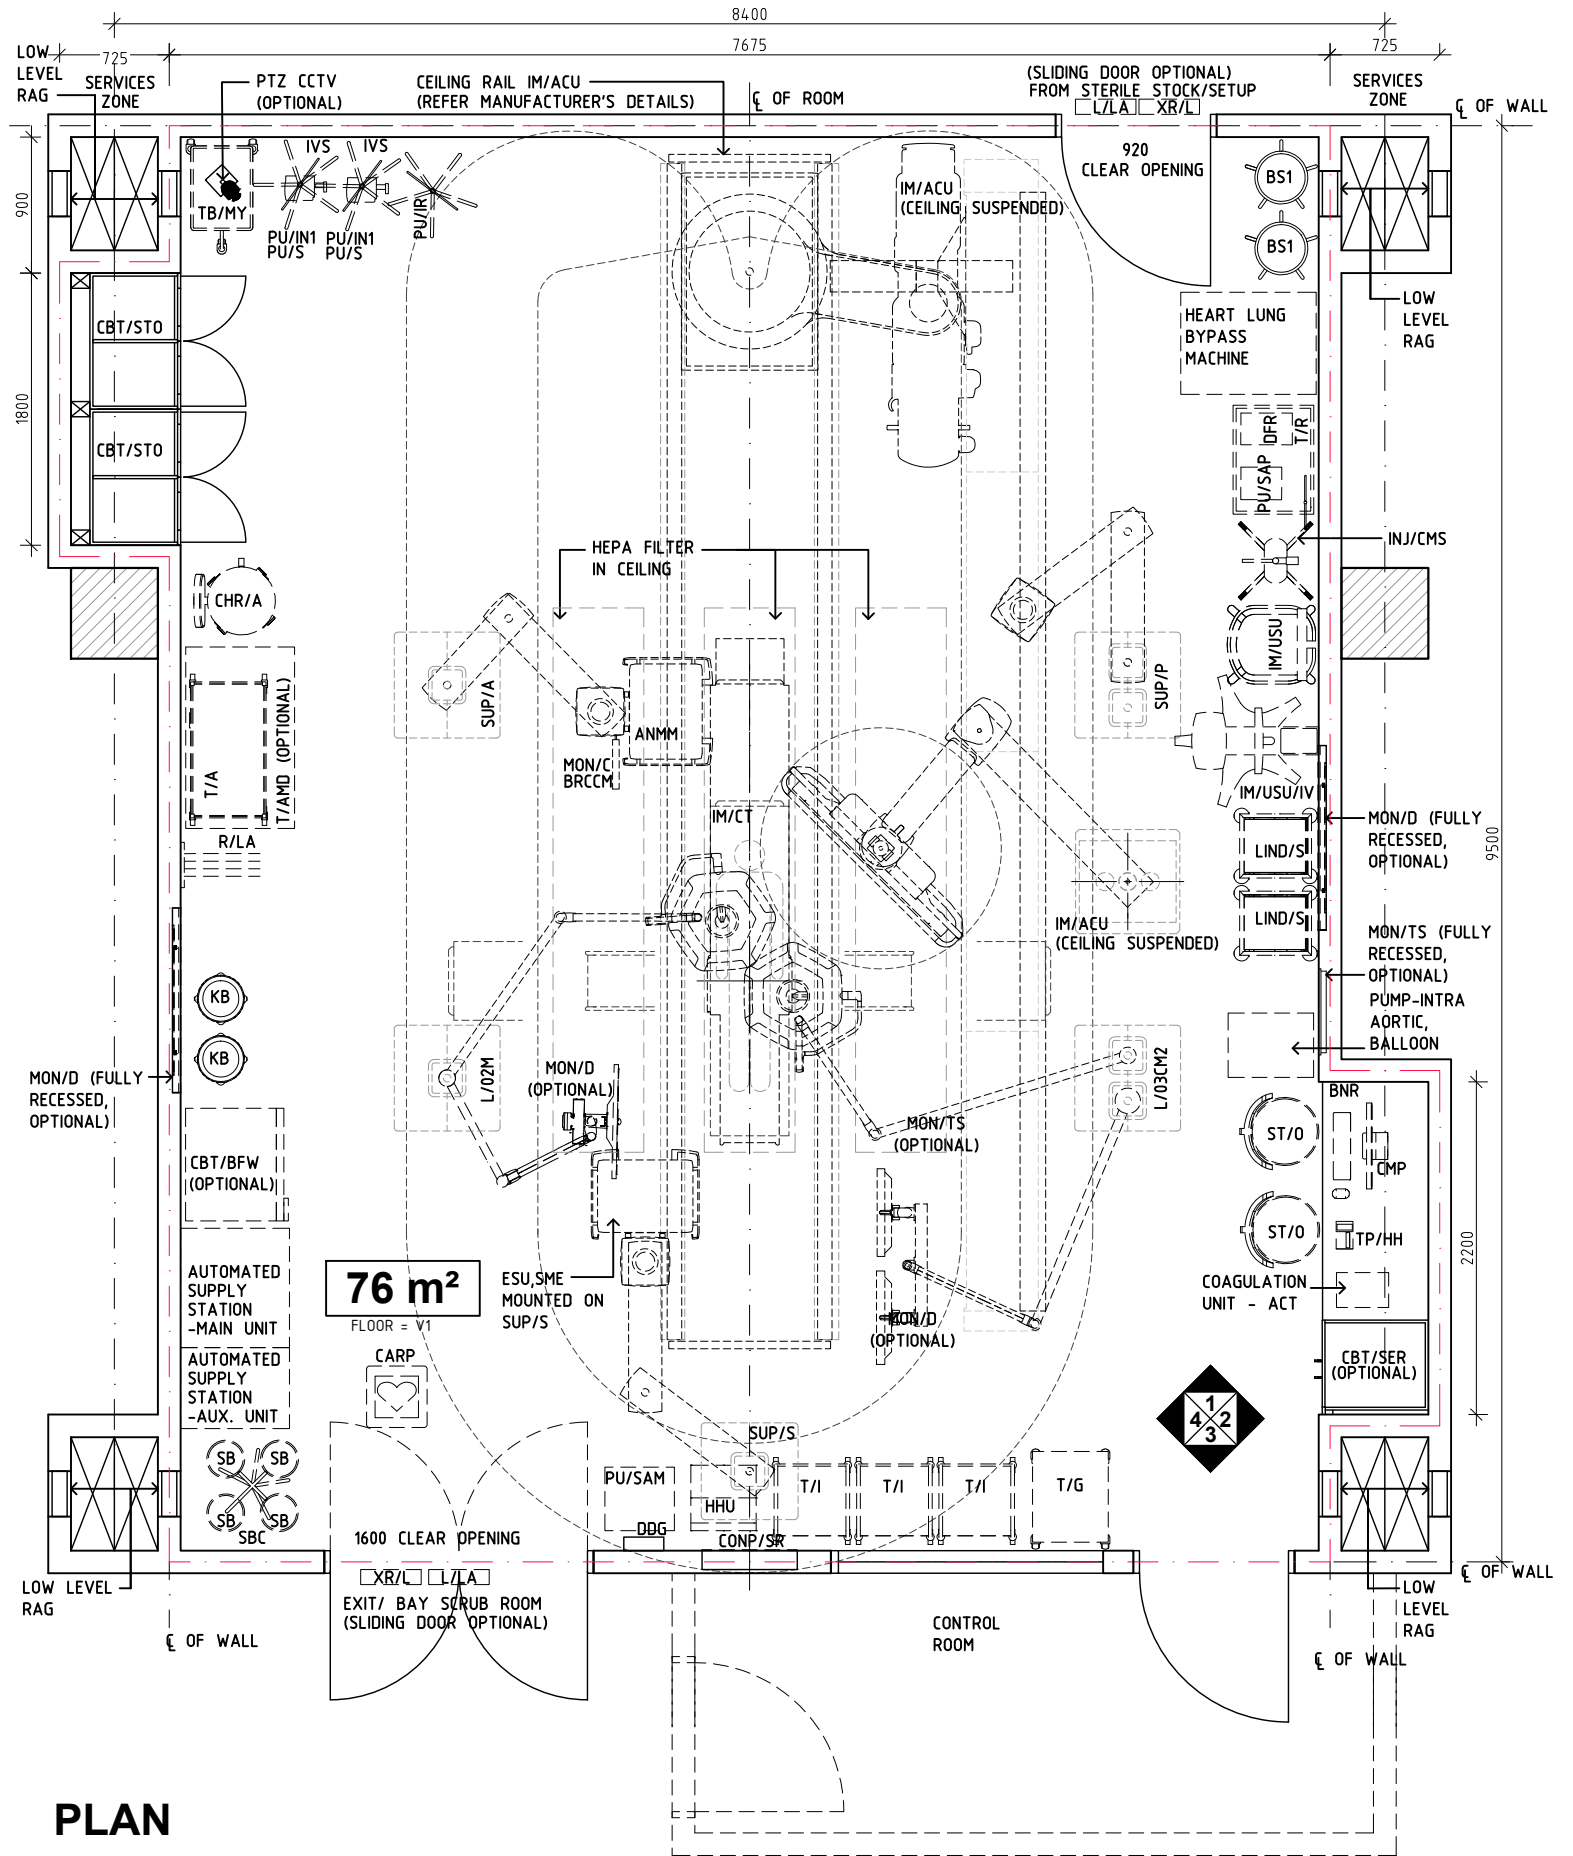 8400
7675
725
725
LOW
LEVEL
RAG
SERVICES
ZONE
PTZ CCTV
(OPTIONAL)
CEILING RAIL IM/ACU
(REFER MANUFACTURER'S DETAILS)
℄ OF ROOM
(SLIDING DOOR OPTIONAL)
FROM STERILE STOCK/SETUP
L/LA
XR/L
SERVICES
ZONE
℄ OF WALL
900
1800
TB/MY
IVS
IVS
PU/IN1
PU/S
PU/IN1
PU/S
PU/IR
IM/ACU
(CEILING SUSPENDED)
920
CLEAR OPENING
BS1
BS1
CBT/STO
CBT/STO
HEART LUNG
BYPASS
MACHINE
LOW
LEVEL
RAG
DFR
T/R
PU/SAP
INJ/CMS
HEPA FILTER
IN CEILING
CHR/A
IM/USU
SUP/A
SUP/P
ANMM
MON/C
BRCCM
T/A
T/AMD (OPTIONAL)
IM/USU/IV
R/LA
IM/CT
MON/D (FULLY
RECESSED,
OPTIONAL)
LIND/S
LIND/S
9500
IM/ACU
(CEILING SUSPENDED)
MON/TS (FULLY
RECESSED,
OPTIONAL)
PUMP-INTRA
AORTIC,
BALLOON
KB
KB
MON/D (FULLY
RECESSED,
OPTIONAL)
L/02M
MON/D
(OPTIONAL)
L/03CM2
MON/TS
(OPTIONAL)
BNR
ST/O
CMP
CBT/BFW
(OPTIONAL)
ST/O
TP/HH
2200
AUTOMATED
SUPPLY
STATION
-MAIN UNIT
76 m²
FLOOR = V1
ESU,SME
MOUNTED ON
SUP/S
COAGULATION
UNIT - ACT
MON/D
(OPTIONAL)
AUTOMATED
SUPPLY
STATION
-AUX. UNIT
CARP
CBT/SER
(OPTIONAL)
1
4 2
3
SUP/S
SB
SB
SB
SB
SBC
PU/SAM
HHU
T/I
T/I
T/I
T/G
DDG
CONP/SR
1600 CLEAR OPENING
XR/L
L/LA
EXIT/ BAY SCRUB ROOM
(SLIDING DOOR OPTIONAL)
LOW LEVEL
RAG
℄ OF WALL
CONTROL
ROOM
℄ OF WALL
LOW
LEVEL
RAG
℄ OF WALL
PLAN